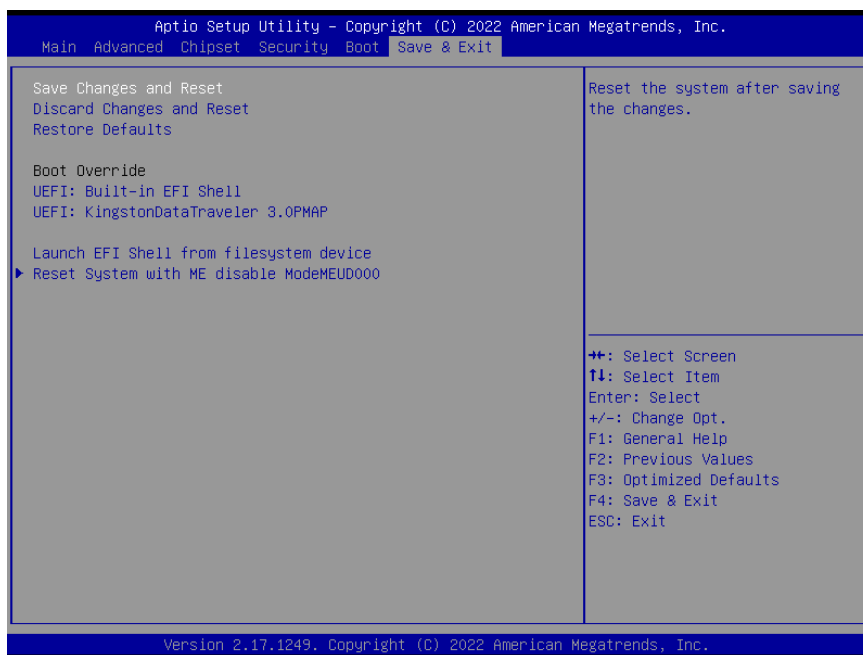 Aptio Setup Utility – Copyright (C) 2022 American Megatrends, Inc.
Main Advanced Chipset Security Boot Save & Exit
Save Changes and Reset
Discard Changes and Reset
Restore Defaults
Boot Override
UEFI: Built-in EFI Shell
UEFI: KingstonDataTraveler 3.0PMAP
Launch EFI Shell from filesystem device
▶ Reset System with ME disable ModeMEUD000
Reset the system after saving
the changes.
→←: Select Screen
↑↓: Select Item
Enter: Select
+/-: Change Opt.
F1: General Help
F2: Previous Values
F3: Optimized Defaults
F4: Save & Exit
ESC: Exit
Version 2.17.1249. Copyright (C) 2022 American Megatrends, Inc.